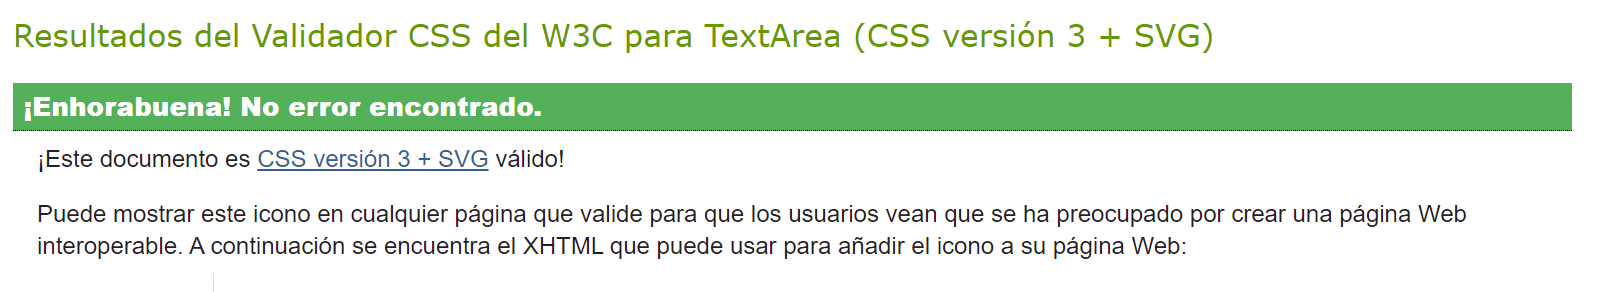 Resultados del Validador CSS del W3C para TextArea (CSS versión 3 + SVG)
¡Enhorabuena! No error encontrado.
¡Este documento es CSS versión 3 + SVG válido!
Puede mostrar este icono en cualquier página que valide para que los usuarios vean que se ha preocupado por crear una página Web
interoperable. A continuación se encuentra el XHTML que puede usar para añadir el icono a su página Web: